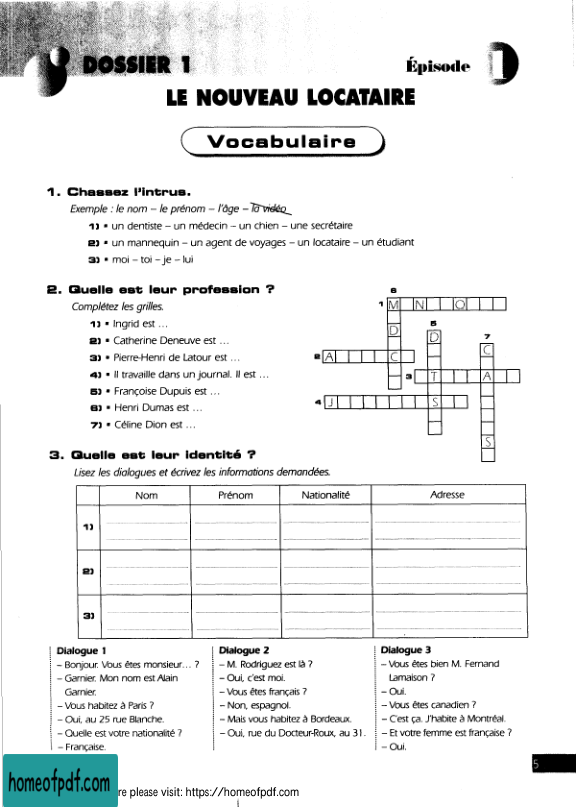 DOSSIER 1
Épisode 1
LE NOUVEAU LOCATAIRE
Vocabulaire
1. Chassez l'intrus.
Exemple : le nom – le prénom – l'âge – la vidéo
1) • un dentiste – un médecin – un chien – une secrétaire
2) • un mannequin – un agent de voyages – un locataire – un étudiant
3) • moi – toi – je – lui
2. Quelle est leur profession ?
Complétez les grilles.
1) • Ingrid est ...
2) • Catherine Deneuve est ...
3) • Pierre-Henri de Latour est ...
4) • Il travaille dans un journal. Il est ...
5) • Françoise Dupuis est ...
6) • Henri Dumas est ...
7) • Céline Dion est ...
6
1 M N Q
D
5
D
7
C
2 A C
3 T A
4 J S
S
3. Quelle est leur identité ?
Lisez les dialogues et écrivez les informations demandées.
Nom Prénom Nationalité Adresse
1)
2)
3)
Dialogue 1
– Bonjour. Vous êtes monsieur... ?
– Garnier. Mon nom est Alain
Garnier.
– Vous habitez à Paris ?
– Oui, au 25 rue Blanche.
– Quelle est votre nationalité ?
– Française.
Dialogue 2
– M. Rodriguez est là ?
– Oui, c'est moi.
– Vous êtes français ?
– Non, espagnol.
– Mais vous habitez à Bordeaux.
– Oui, rue du Docteur-Roux, au 31.
Dialogue 3
– Vous êtes bien M. Fernand
Lamaison ?
– Oui.
– Vous êtes canadien ?
– C'est ça. J'habite à Montréal.
– Et votre femme est française ?
– Oui.
5
homeofpdf.com
re please visit: https://homeofpdf.com